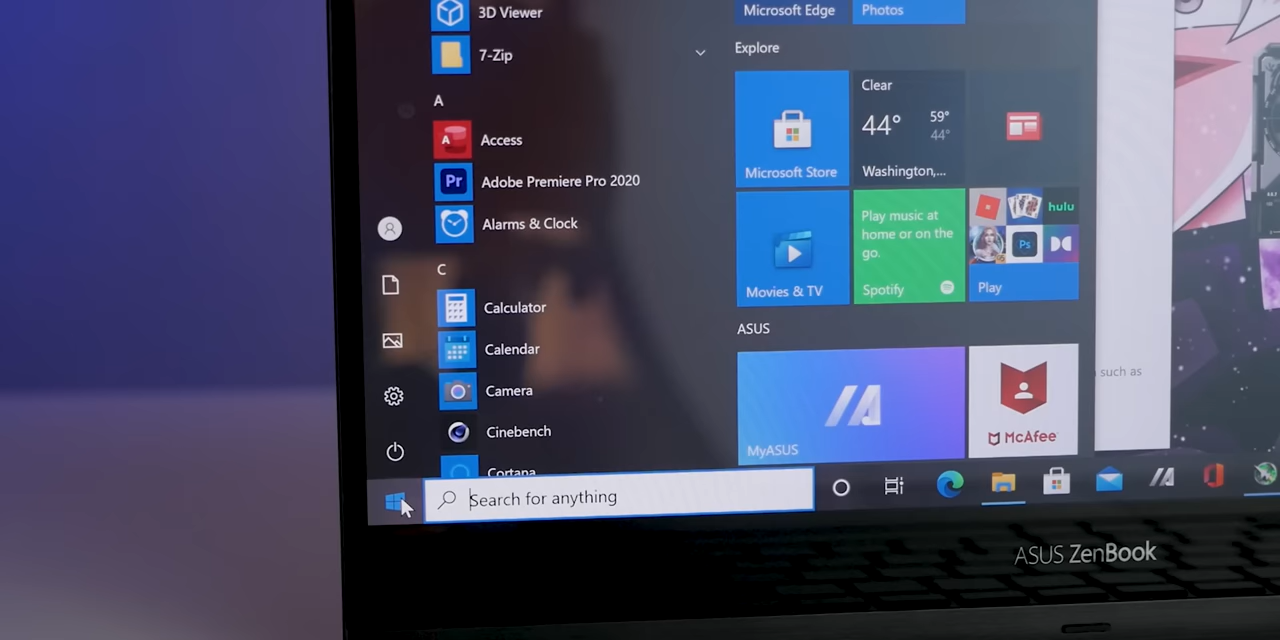 3D Viewer
7-Zip
A
Access
Adobe Premiere Pro 2020
Alarms & Clock
C
Calculator
Calendar
Camera
Cinebench
Cortana
Search for anything
Microsoft Edge
Photos
Explore
Microsoft Store
Clear
44°
59°
44°
Washington,...
Movies & TV
Play music at
home or on the
go.
Spotify
hulu
Ps
Play
ASUS
MyASUS
McAfee
such as
Pr
A
ASUS ZenBook